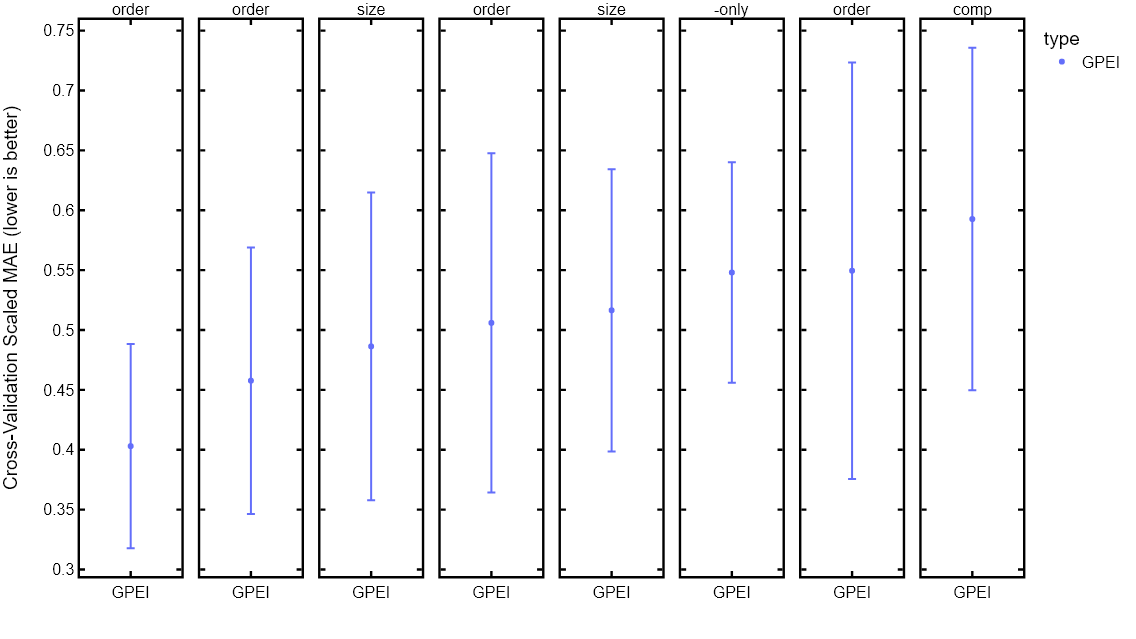 order order size order size -only order comp
type
GPEI
Cross-Validation Scaled MAE (lower is better)
0.75
0.7
0.65
0.6
0.55
0.5
0.45
0.4
0.35
0.3
GPEI GPEI GPEI GPEI GPEI GPEI GPEI GPEI